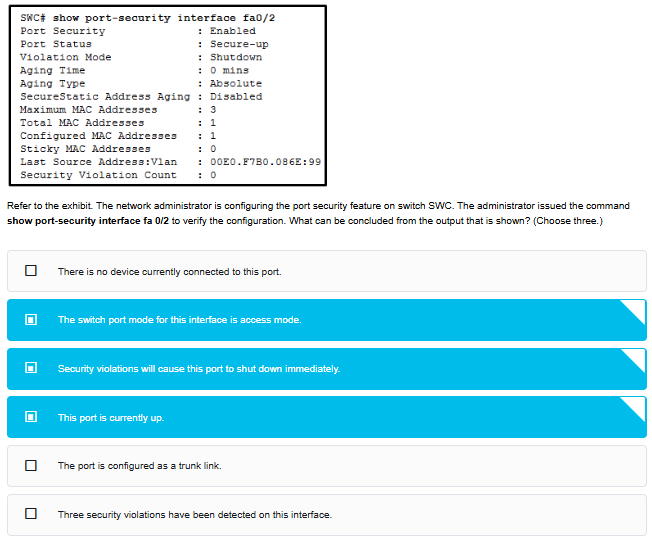 SWC# show port-security interface fa0/2
Port Security : Enabled
Port Status : Secure-up
Violation Mode : Shutdown
Aging Time : 0 mins
Aging Type : Absolute
SecureStatic Address Aging : Disabled
Maximum MAC Addresses : 3
Total MAC Addresses : 1
Configured MAC Addresses : 1
Sticky MAC Addresses : 0
Last Source Address:Vlan : 00E0.F7B0.086E:99
Security Violation Count : 0
Refer to the exhibit. The network administrator is configuring the port security feature on switch SWC. The administrator issued the command
show port-security interface fa 0/2 to verify the configuration. What can be concluded from the output that is shown? (Choose three.)
There is no device currently connected to this port.
The switch port mode for this interface is access mode.
Security violations will cause this port to shut down immediately.
This port is currently up.
The port is configured as a trunk link.
Three security violations have been detected on this interface.